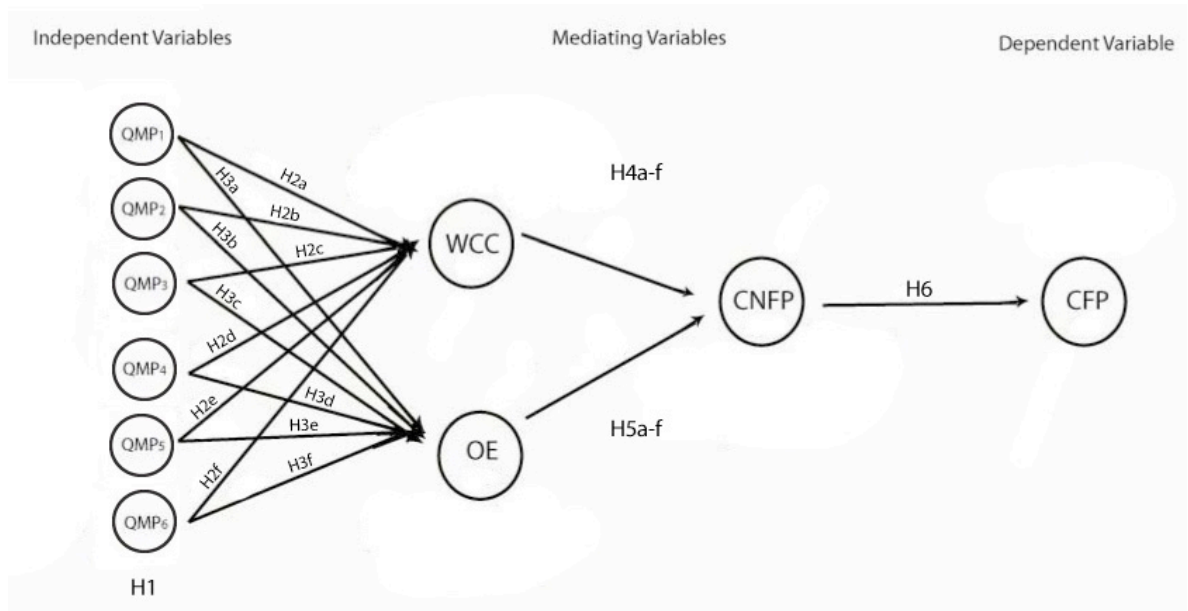 Independent Variables
Mediating Variables
Dependent Variable
QMP1
QMP2
QMP3
QMP4
QMP5
QMP6
H1
H2a
H3a
H2b
H3b
H2c
H3c
H2d
H3d
H2e
H3e
H2f
H3f
WCC
OE
H4a-f
H5a-f
CNFP
H6
CFP